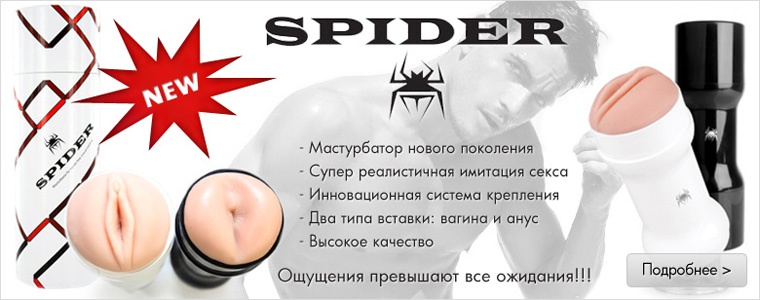 SPIDER
NEW
SPIDER
- Мастурбатор нового поколения
- Супер реалистичная имитация секса
- Инновационная система крепления
- Два типа вставки: вагина и анус
- Высокое качество
Ощущения превышают все ожидания!!!
Подробнее >